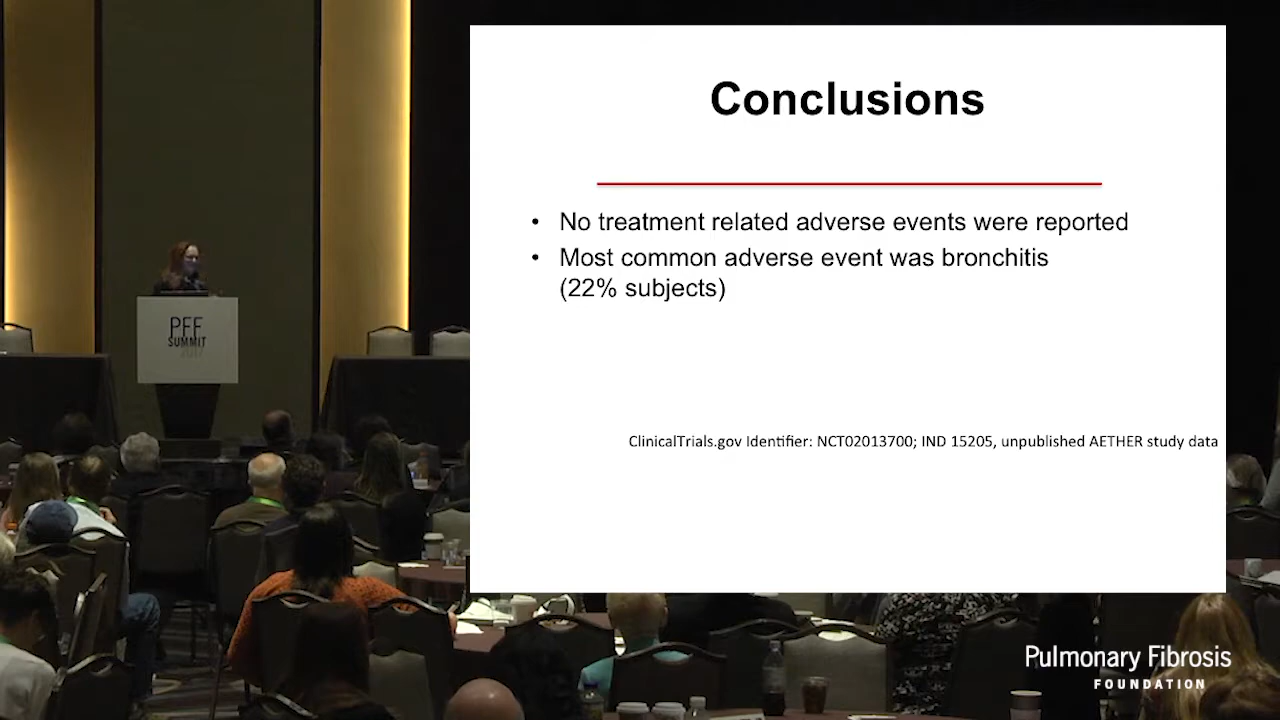 Conclusions
• No treatment related adverse events were reported
• Most common adverse event was bronchitis
(22% subjects)
ClinicalTrials.gov Identifier: NCT02013700; IND 15205, unpublished AETHER study data
PFF
SUMMIT
2017
Pulmonary Fibrosis
FOUNDATION